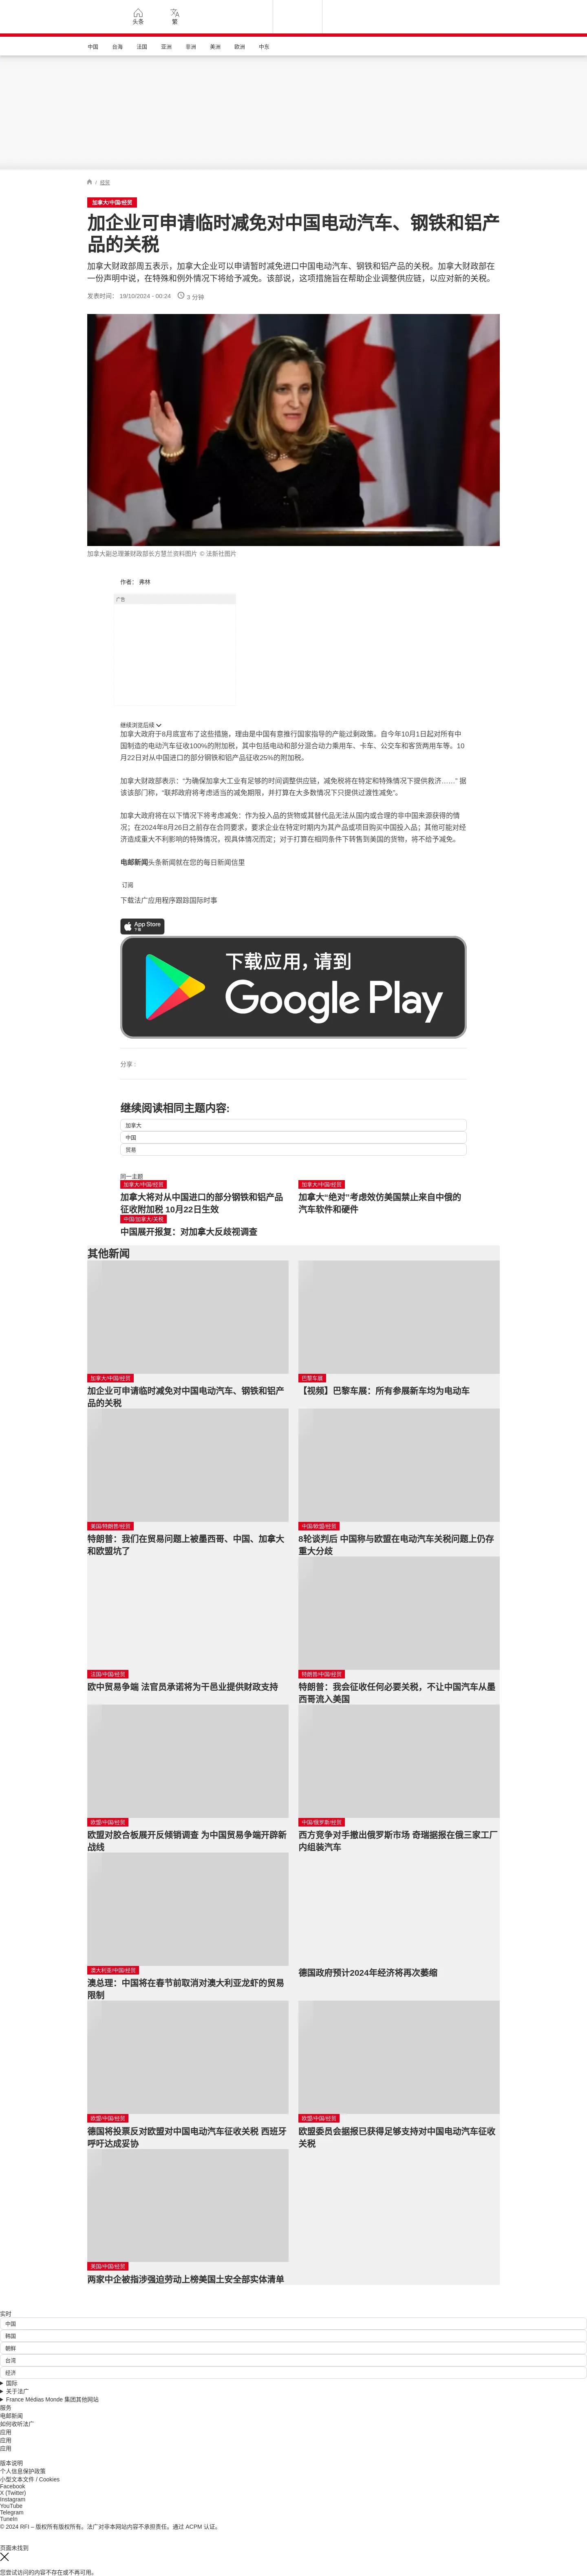 头条
繁
中国
台海
法国
亚洲
非洲
美洲
欧洲
中东
/ 经贸
加拿大/中国/经贸
加企业可申请临时减免对中国电动汽车、钢铁和铝产
品的关税
加拿大财政部周五表示，加拿大企业可以申请暂时减免进口中国电动汽车、钢铁和铝产品的关税。加拿大财政部在
一份声明中说，在特殊和例外情况下将给予减免。该部说，这项措施旨在帮助企业调整供应链，以应对新的关税。
发表时间： 19/10/2024 - 00:24 3 分钟
加拿大副总理兼财政部长方慧兰资料图片 © 法新社图片
作者： 弗林
广告
继续浏览后续
加拿大政府于8月底宣布了这些措施，理由是中国有意推行国家指导的产能过剩政策。自今年10月1日起对所有中
国制造的电动汽车征收100%的附加税，其中包括电动和部分混合动力乘用车、卡车、公交车和客货两用车等。10
月22日对从中国进口的部分钢铁和铝产品征收25%的附加税。
加拿大财政部表示：“为确保加拿大工业有足够的时间调整供应链，减免税将在特定和特殊情况下提供救济……” 据
该该部门称，“联邦政府将考虑适当的减免期限，并打算在大多数情况下只提供过渡性减免”。
加拿大政府将在以下情况下将考虑减免：作为投入品的货物或其替代品无法从国内或合理的非中国来源获得的情
况；在2024年8月26日之前存在合同要求，要求企业在特定时期内为其产品或项目购买中国投入品；其他可能对经
济造成重大不利影响的特殊情况，视具体情况而定；对于打算在相同条件下转售到美国的货物，将不给予减免。
电邮新闻头条新闻就在您的每日新闻信里
订阅
下载法广应用程序跟踪国际时事
App Store
下载
下载应用，请到
Google Play
分享 :
继续阅读相同主题内容:
加拿大
中国
贸易
同一主题
加拿大/中国/经贸
加拿大将对从中国进口的部分钢铁和铝产品
征收附加税 10月22日生效
加拿大/中国/经贸
加拿大“绝对”考虑效仿美国禁止来自中俄的
汽车软件和硬件
中国/加拿大/关税
中国展开报复：对加拿大反歧视调查
其他新闻
加拿大/中国/经贸
加企业可申请临时减免对中国电动汽车、钢铁和铝产
品的关税
巴黎车展
【视频】巴黎车展：所有参展新车均为电动车
美国/特朗普/经贸
特朗普：我们在贸易问题上被墨西哥、中国、加拿大
和欧盟坑了
中国/欧盟/经贸
8轮谈判后 中国称与欧盟在电动汽车关税问题上仍存
重大分歧
法国/中国/经贸
欧中贸易争端 法官员承诺将为干邑业提供财政支持
特朗普/中国/经贸
特朗普：我会征收任何必要关税，不让中国汽车从墨
西哥流入美国
欧盟/中国/经贸
欧盟对胶合板展开反倾销调查 为中国贸易争端开辟新
战线
中国/俄罗斯/经贸
西方竞争对手撤出俄罗斯市场 奇瑞据报在俄三家工厂
内组装汽车
澳大利亚/中国/经贸
澳总理：中国将在春节前取消对澳大利亚龙虾的贸易
限制
德国政府预计2024年经济将再次萎缩
欧盟/中国/经贸
德国将投票反对欧盟对中国电动汽车征收关税 西班牙
呼吁达成妥协
欧盟/中国/经贸
欧盟委员会据报已获得足够支持对中国电动汽车征收
关税
美国/中国/经贸
两家中企被指涉强迫劳动上榜美国土安全部实体清单
实时
中国
韩国
朝鲜
台湾
经济
国际
关于法广
France Médias Monde 集团其他网站
服务
电邮新闻
如何收听法广
应用
应用
应用
版本说明
个人信息保护政策
小型文本文件 / Cookies
Facebook
X (Twitter)
Instagram
YouTube
Telegram
TuneIn
© 2024 RFI – 版权所有版权所有。法广对非本网站内容不承担责任。通过 ACPM 认证。
页面未找到
您尝试访问的内容不存在或不再可用。